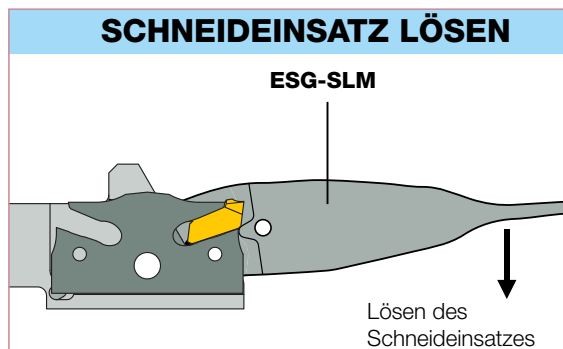 SCHNEIDEINSATZ LÖSEN
ESG-SLM
Lösen des
Schneideinsatzes